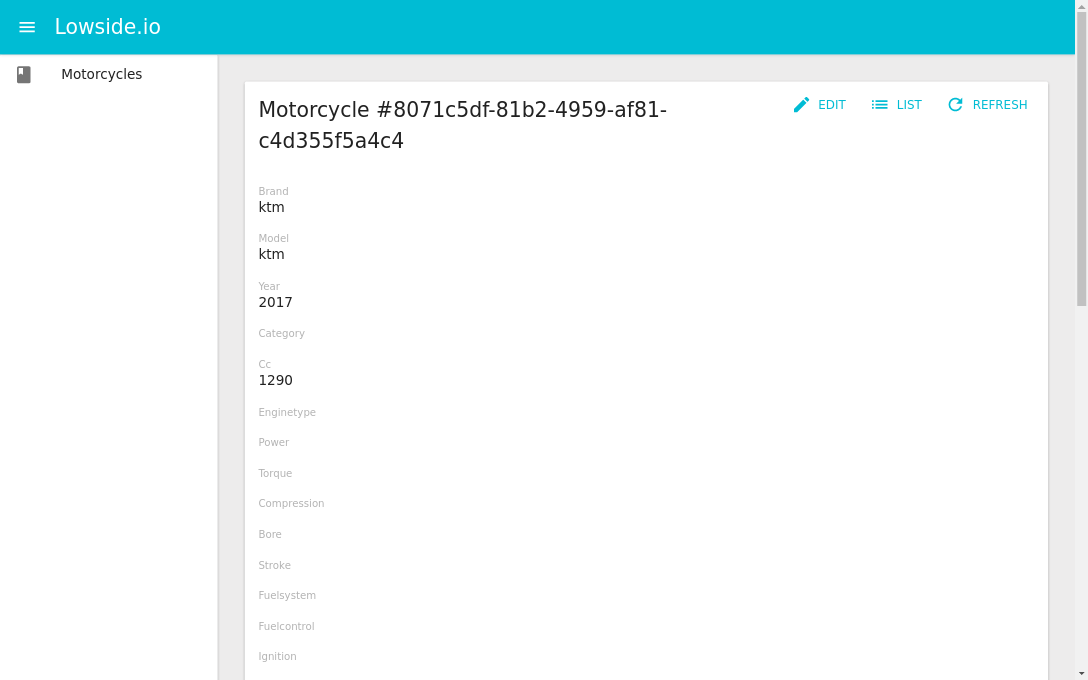 Lowside.io
Motorcycles
Motorcycle #8071c5df-81b2-4959-af81-
c4d355f5a4c4
EDIT
LIST
REFRESH
Brand
ktm
Model
ktm
Year
2017
Category
Cc
1290
Enginetype
Power
Torque
Compression
Bore
Stroke
Fuelsystem
Fuelcontrol
Ignition